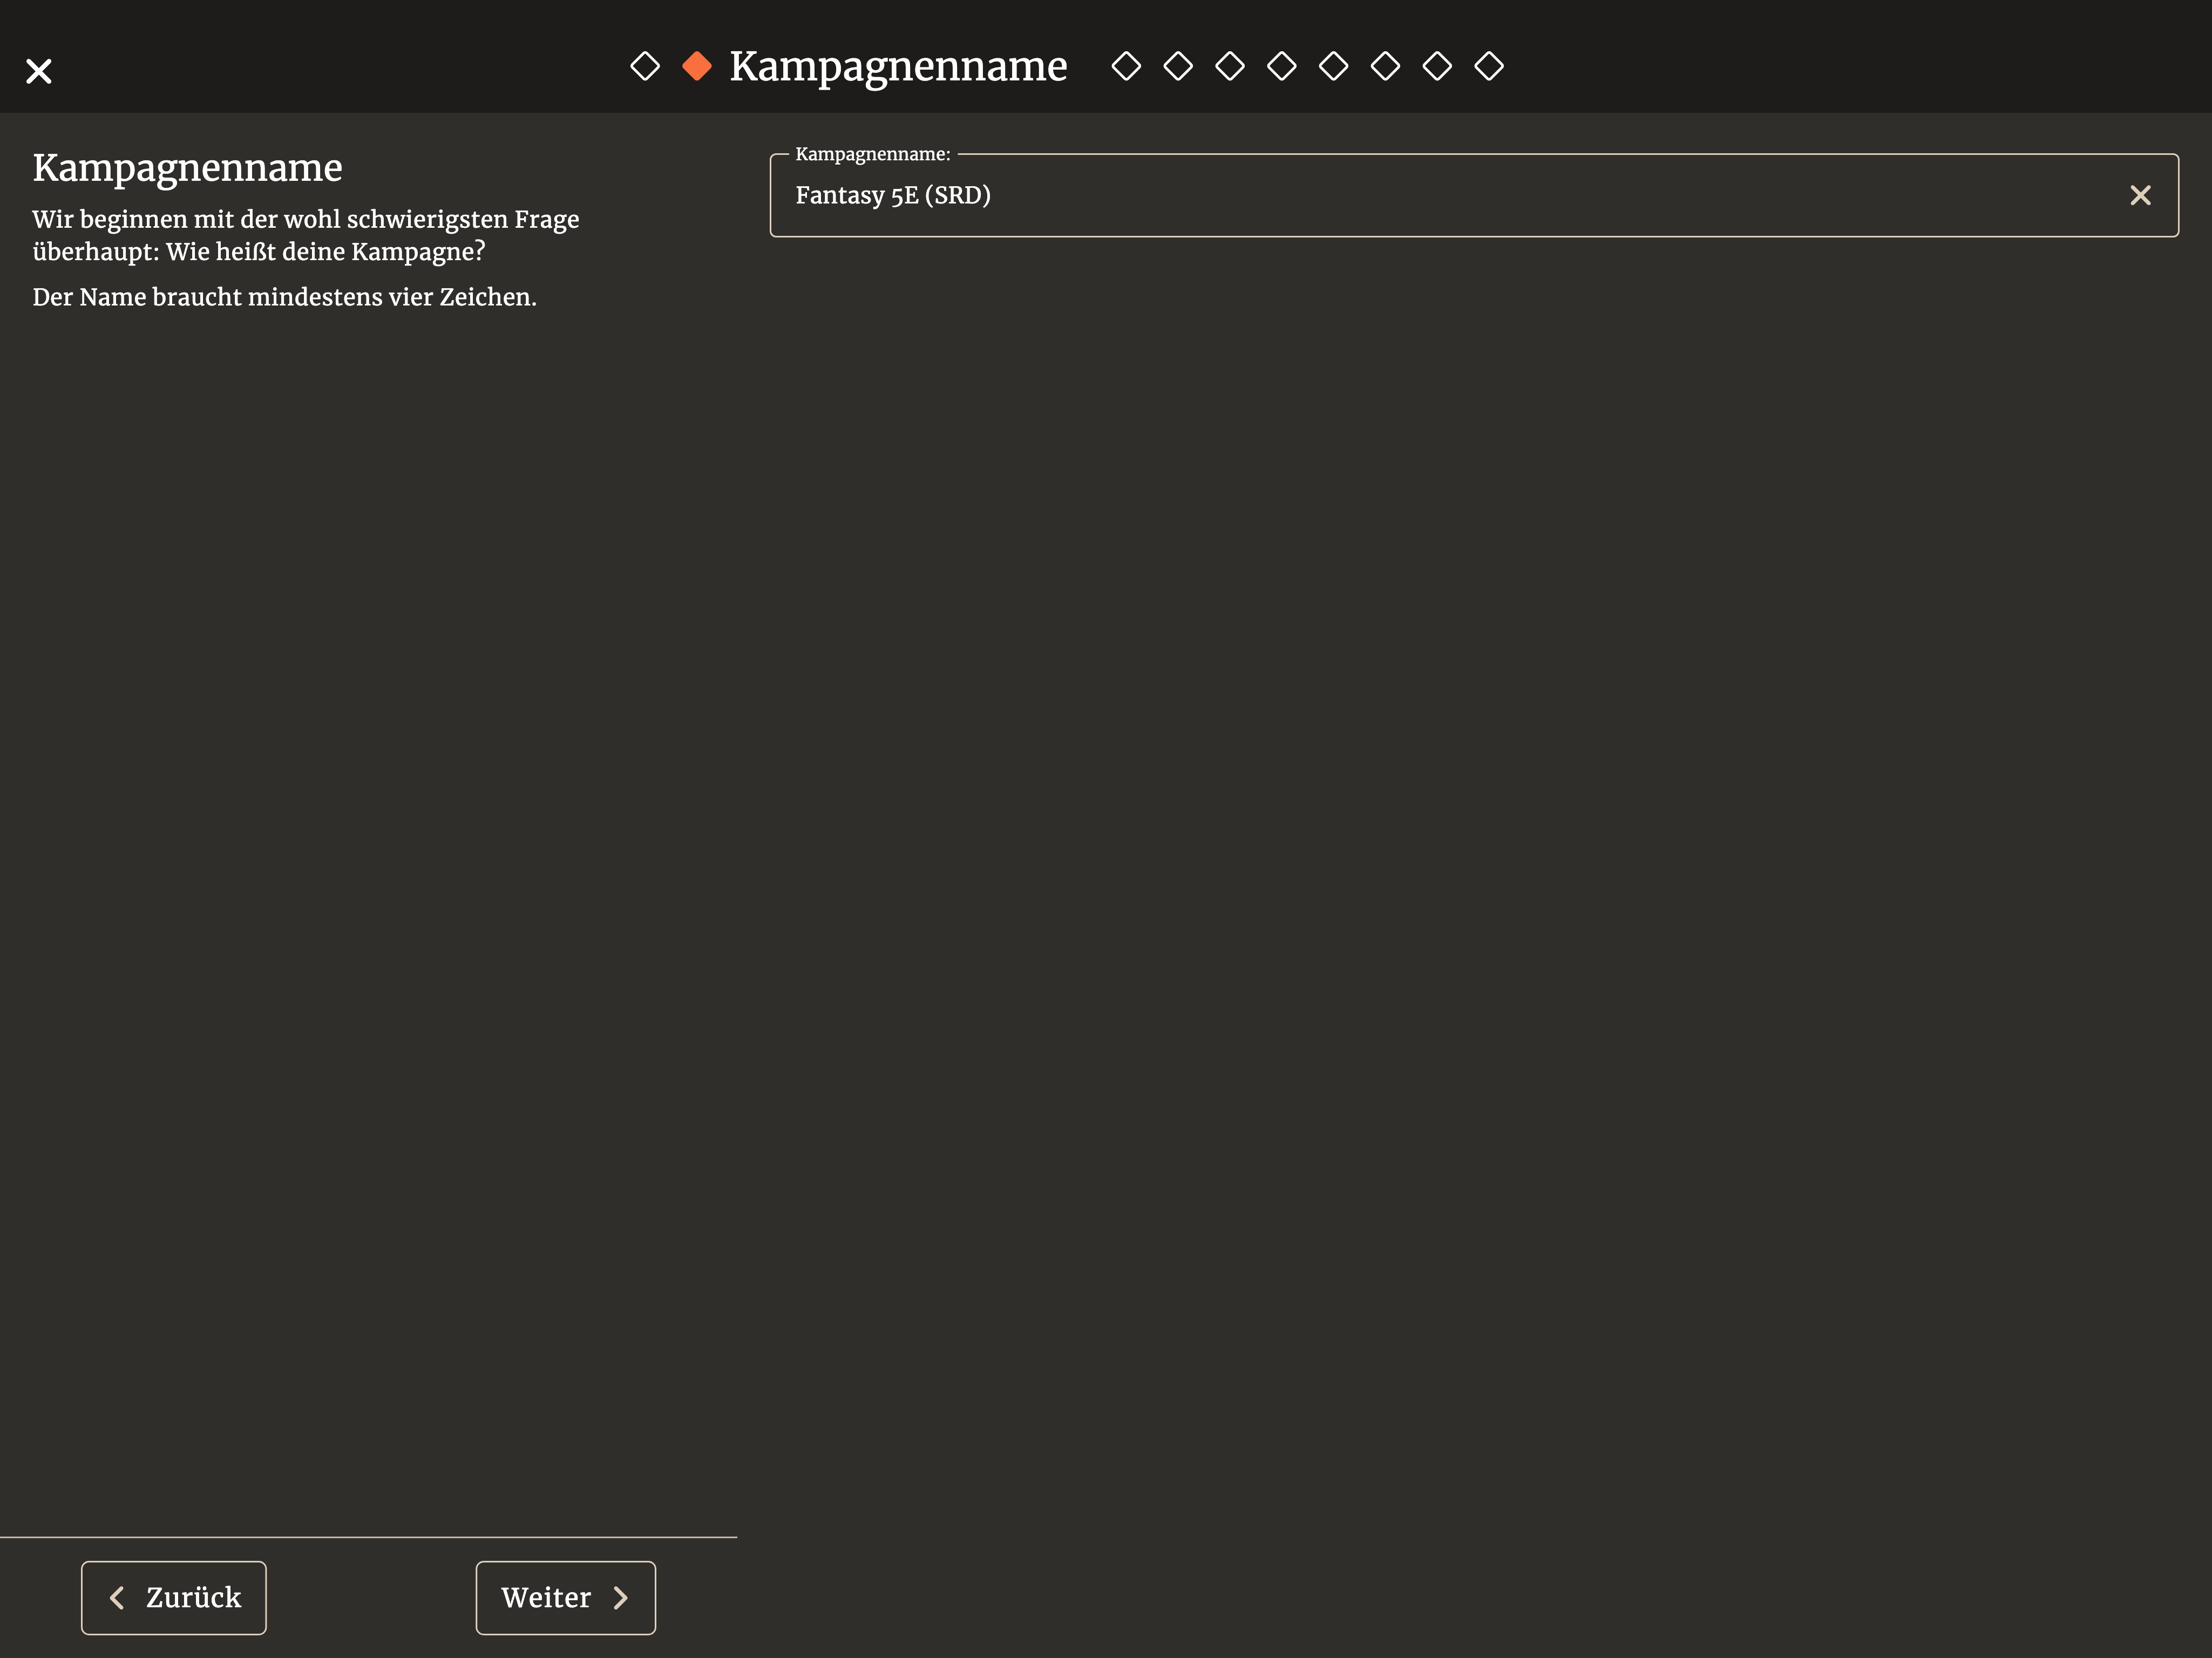 Kampagnenname
Kampagnenname
Wir beginnen mit der wohl schwierigsten Frage
überhaupt: Wie heißt deine Kampagne?
Der Name braucht mindestens vier Zeichen.
Kampagnenname:
Fantasy 5E (SRD)
Zurück
Weiter